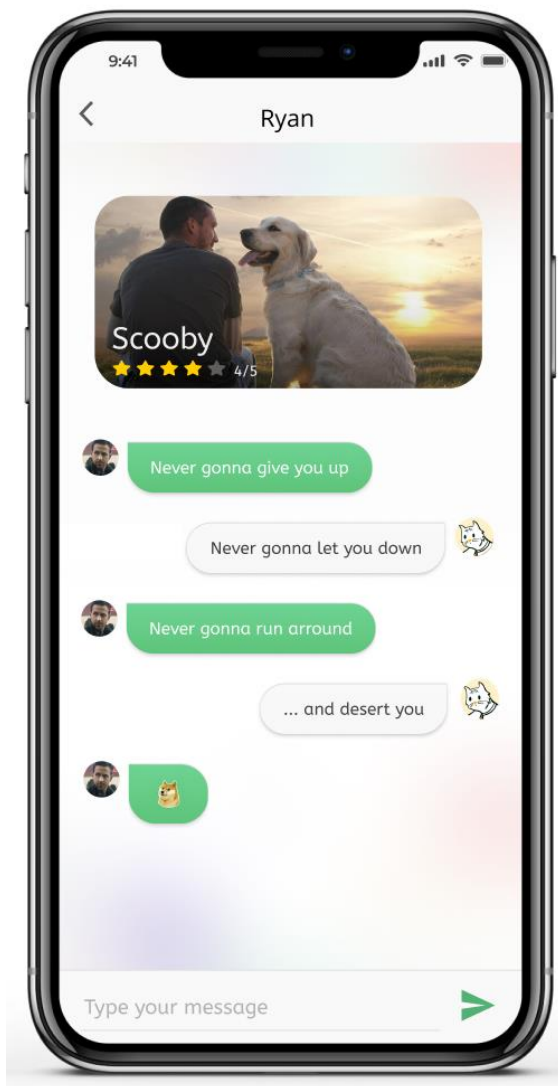 9:41
Ryan
Scooby
4/5
Never gonna give you up
Never gonna let you down
Never gonna run arround
... and desert you
Type your message